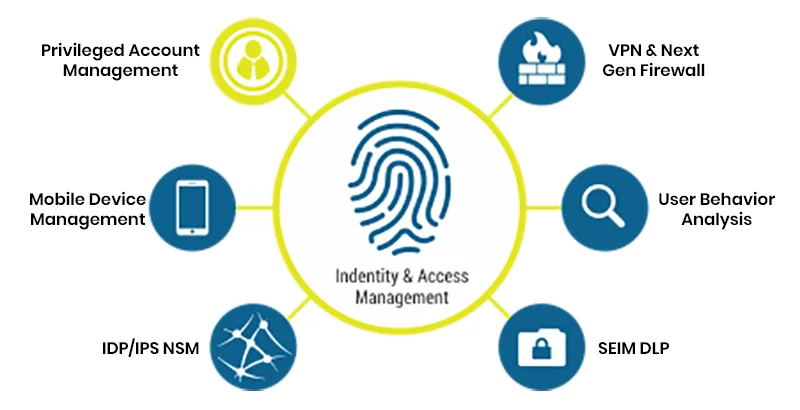 Privileged Account
Management
VPN & Next
Gen Firewall
Mobile Device
Management
User Behavior
Analysis
Indentity & Access
Management
IDP/IPS NSM
SEIM DLP